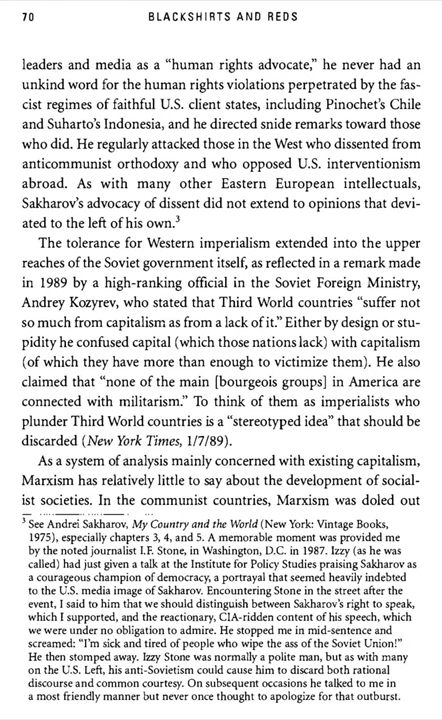 70 BLACKSHIRTS AND REDS
leaders and media as a “human rights advocate,” he never had an
unkind word for the human rights violations perpetrated by the fas-
cist regimes of faithful U.S. client states, including Pinochet’s Chile
and Suharto’s Indonesia, and he directed snide remarks toward those
who did. He regularly attacked those in the West who dissented from
anticommunist orthodoxy and who opposed U.S. interventionism
abroad. As with many other Eastern European intellectuals,
Sakharov’s advocacy of dissent did not extend to opinions that devi-
ated to the left of his own.³
The tolerance for Western imperialism extended into the upper
reaches of the Soviet government itself, as reflected in a remark made
in 1989 by a high-ranking official in the Soviet Foreign Ministry,
Andrey Kozyrev, who stated that Third World countries “suffer not
so much from capitalism as from a lack of it.” Either by design or stu-
pidity he confused capital (which those nations lack) with capitalism
(of which they have more than enough to victimize them). He also
claimed that “none of the main [bourgeois groups] in America are
connected with militarism.” To think of them as imperialists who
plunder Third World countries is a “stereotyped idea” that should be
discarded (New York Times, 1/7/89).
As a system of analysis mainly concerned with existing capitalism,
Marxism has relatively little to say about the development of social-
ist societies. In the communist countries, Marxism was doled out
³ See Andrei Sakharov, My Country and the World (New York: Vintage Books,
1975), especially chapters 3, 4, and 5. A memorable moment was provided me
by the noted journalist I.F. Stone, in Washington, D.C. in 1987. Izzy (as he was
called) had just given a talk at the Institute for Policy Studies praising Sakharov as
a courageous champion of democracy, a portrayal that seemed heavily indebted
to the U.S. media image of Sakharov. Encountering Stone in the street after the
event, I said to him that we should distinguish between Sakharov’s right to speak,
which I supported, and the reactionary, CIA-ridden content of his speech, which
we were under no obligation to admire. He stopped me in mid-sentence and
screamed: “I’m sick and tired of people who wipe the ass of the Soviet Union!”
He then stomped away. Izzy Stone was normally a polite man, but as with many
on the U.S. Left, his anti-Sovietism could cause him to discard both rational
discourse and common courtesy. On subsequent occasions he talked to me in
a most friendly manner but never once thought to apologize for that outburst.